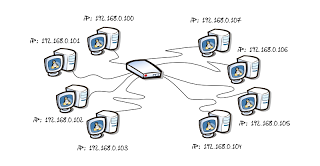 IP: 192.168.0.100
IP: 192.168.0.107
IP: 192.168.0.101
IP: 192.168.0.106
IP: 192.168.0.102
IP: 192.168.0.105
IP: 192.168.0.103
IP: 192.168.0.104